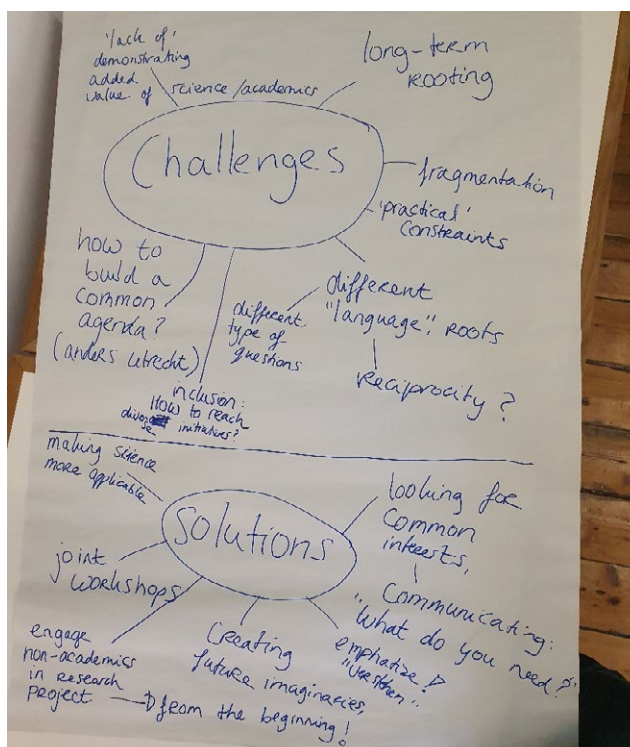 'lack of'
demonstrating
added
value of science/academics
long-term
rooting
Challenges
fragmentation
'practical'
constraints
how to
build a
common
agenda?
(anders utrecht)
different
"language", roots
different
type of
questions
reciprocity?
inclusion:
How to reach
diverse initiatives?
making science
more applicable
Solutions
looking for
common
interests,
joint
workshops
Communicating:
"What do you need?"
engage
non-academics
in research
project → from the beginning!
Creating
future imaginaries,
emphatize!
"Verstehen"